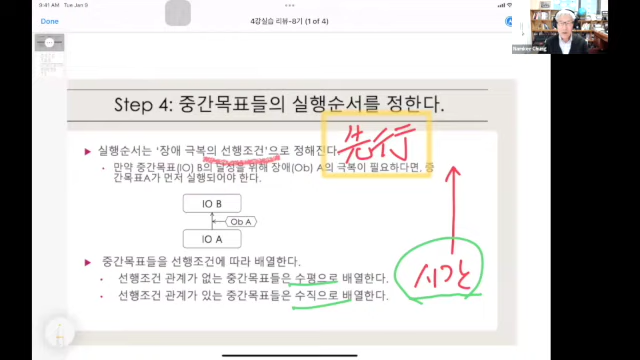 9:41 AM Tue Jan 9
Done
4강실습 리뷰-8기 (1 of 4)
Step 4: 중간목표들의 실행순서를 정한다.
실행순서는 '장애 극복의 선행조건'으로 정해진다
先行
만약 중간목표(IO) B의 달성을 위해 장애(Ob) A의 극복이 필요하다면, 중
간목표A가 먼저 실행되어야 한다.
IO B
Ob A
IO A
중간목표들을 선행조건에 따라 배열한다.
선행조건 관계가 없는 중간목표들은 수평으로 배열한다.
선행조건 관계가 있는 중간목표들은 수직으로 배열한다.
시간